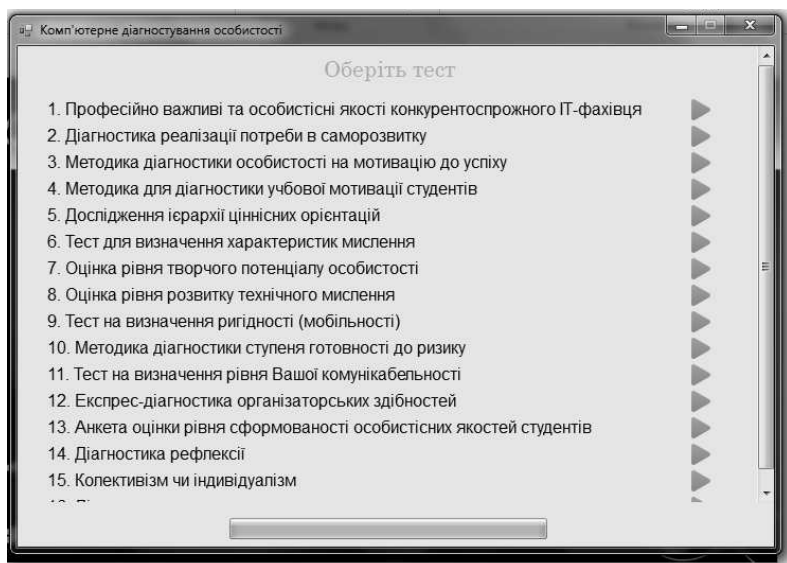 Комп'ютерне діагностування особистості
Оберіть тест
1. Професійно важливі та особистісні якості конкурентоспрожного ІТ-фахівця
2. Діагностика реалізації потреби в саморозвитку
3. Методика діагностики особистості на мотивацію до успіху
4. Методика для діагностики учбової мотивації студентів
5. Дослідження ієрархії ціннісних орієнтацій
6. Тест для визначення характеристик мислення
7. Оцінка рівня творчого потенціалу особистості
8. Оцінка рівня розвитку технічного мислення
9. Тест на визначення ригідності (мобільності)
10. Методика діагностики ступеня готовності до ризику
11. Тест на визначення рівня Вашої комунікабельності
12. Експрес-діагностика організаторських здібностей
13. Анкета оцінки рівня сформованості особистісних якостей студентів
14. Діагностика рефлексії
15. Колективізм чи індивідуалізм